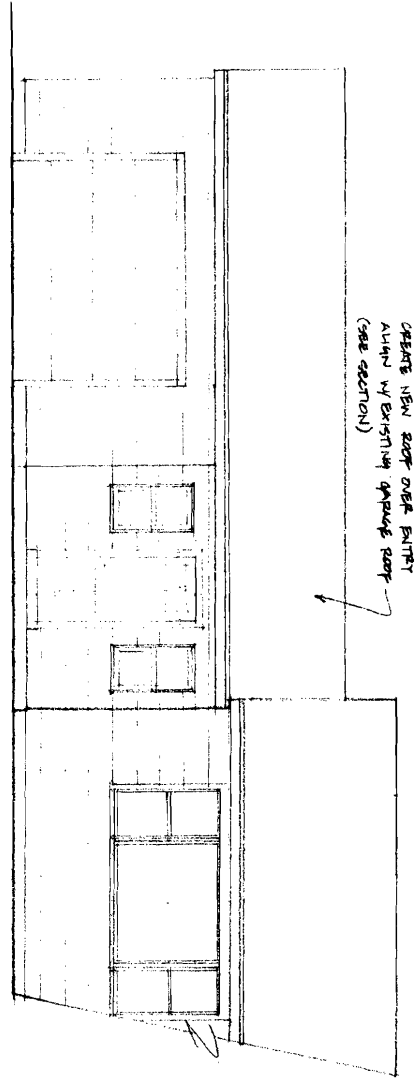 CREATE NEW ROOF OVER ENTRY
ALIGN W/ EXISTING GARAGE ROOF
(SEE SECTION)